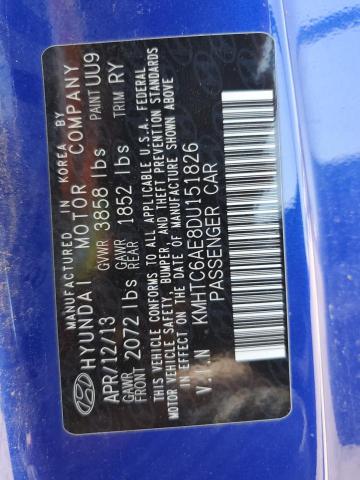 MANUFACTURED IN KOREA BY
HYUNDAI MOTOR COMPANY
APR/12/13 GVWR 3858 lbs PAINT UU9
GAWR FRONT 2072 lbs GAWR REAR 1852 lbs TRIM RY
THIS VEHICLE CONFORMS TO ALL APPLICABLE U.S.A. FEDERAL
MOTOR VEHICLE SAFETY, BUMPER, AND THEFT PREVENTION STANDARDS
IN EFFECT ON THE DATE OF MANUFACTURE SHOWN ABOVE
V.I.N KMHTC6AE8DU151826
PASSENGER CAR